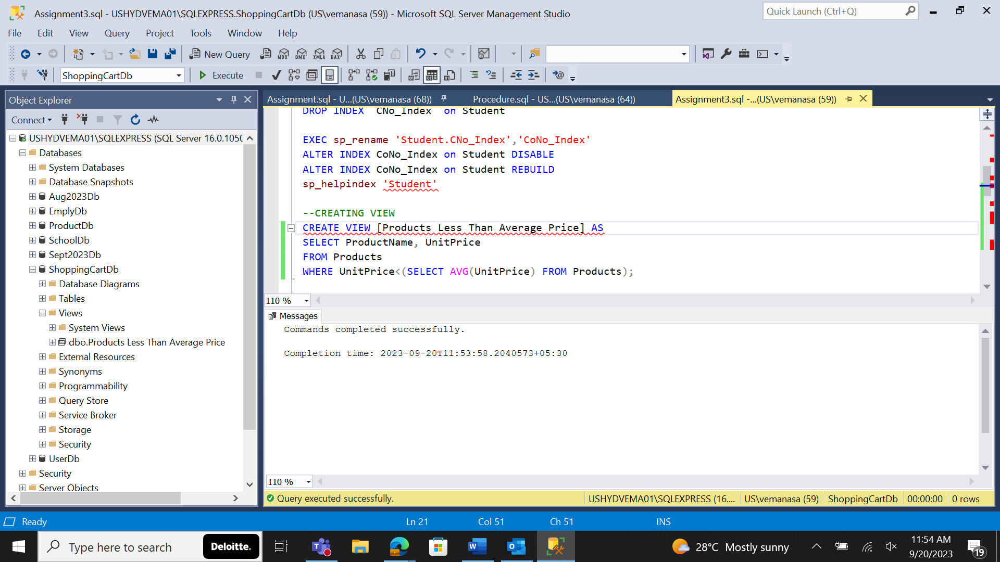 Assignment3.sql - USHYDVEMA01\SQLEXPRESS.ShoppingCartDb (US\vemanasa (59)) - Microsoft SQL Server Management Studio
Quick Launch (Ctrl+Q)
File Edit View Query Project Tools Window Help
New Query MDX DMX XMLA DAX
ShoppingCartDb Execute
Object Explorer
Connect
USHYDVEMA01\SQLEXPRESS (SQL Server 16.0.1050
Databases
System Databases
Database Snapshots
Aug2023Db
EmplyDb
ProductDb
SchoolDb
Sept2023Db
ShoppingCartDb
Database Diagrams
Tables
Views
System Views
dbo.Products Less Than Average Price
External Resources
Synonyms
Programmability
Query Store
Service Broker
Storage
Security
UserDb
Security
Server Objects
Assignment.sql - U...(US\vemanasa (68)) Procedure.sql - US...(US\vemanasa (64)) Assignment3.sql -...(US\vemanasa (59))
DROP INDEX CNo_Index on Student
EXEC sp_rename 'Student.CNo_Index','CoNo_Index'
ALTER INDEX CoNo_Index on Student DISABLE
ALTER INDEX CoNo_Index on Student REBUILD
sp_helpindex 'Student'
--CREATING VIEW
CREATE VIEW [Products Less Than Average Price] AS
SELECT ProductName, UnitPrice
FROM Products
WHERE UnitPrice<(SELECT AVG(UnitPrice) FROM Products);
110 %
Messages
Commands completed successfully.
Completion time: 2023-09-20T11:53:58.2040573+05:30
110 %
Query executed successfully. USHYDVEMA01\SQLEXPRESS (16.... US\vemanasa (59) ShoppingCartDb 00:00:00 0 rows
Ready Ln 21 Col 51 Ch 51 INS
Type here to search Deloitte. 28°C Mostly sunny 11:54 AM
9/20/2023 19